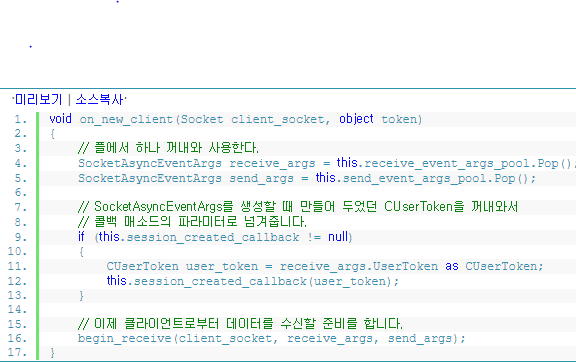 미리보기 | 소스복사
1. void on_new_client(Socket client_socket, object token)
2. {
3. // 풀에서 하나 꺼내와 사용한다.
4. SocketAsyncEventArgs receive_args = this.receive_event_args_pool.Pop();
5. SocketAsyncEventArgs send_args = this.send_event_args_pool.Pop();
6.
7. // SocketAsyncEventArgs를 생성할 때 만들어 두었던 CUserToken을 꺼내와서
8. // 콜백 매소드의 파라미터로 넘겨줍니다.
9. if (this.session_created_callback != null)
10. {
11. CUserToken user_token = receive_args.UserToken as CUserToken;
12. this.session_created_callback(user_token);
13. }
14.
15. // 이제 클라이언트로부터 데이터를 수신할 준비를 합니다.
16. begin_receive(client_socket, receive_args, send_args);
17. }